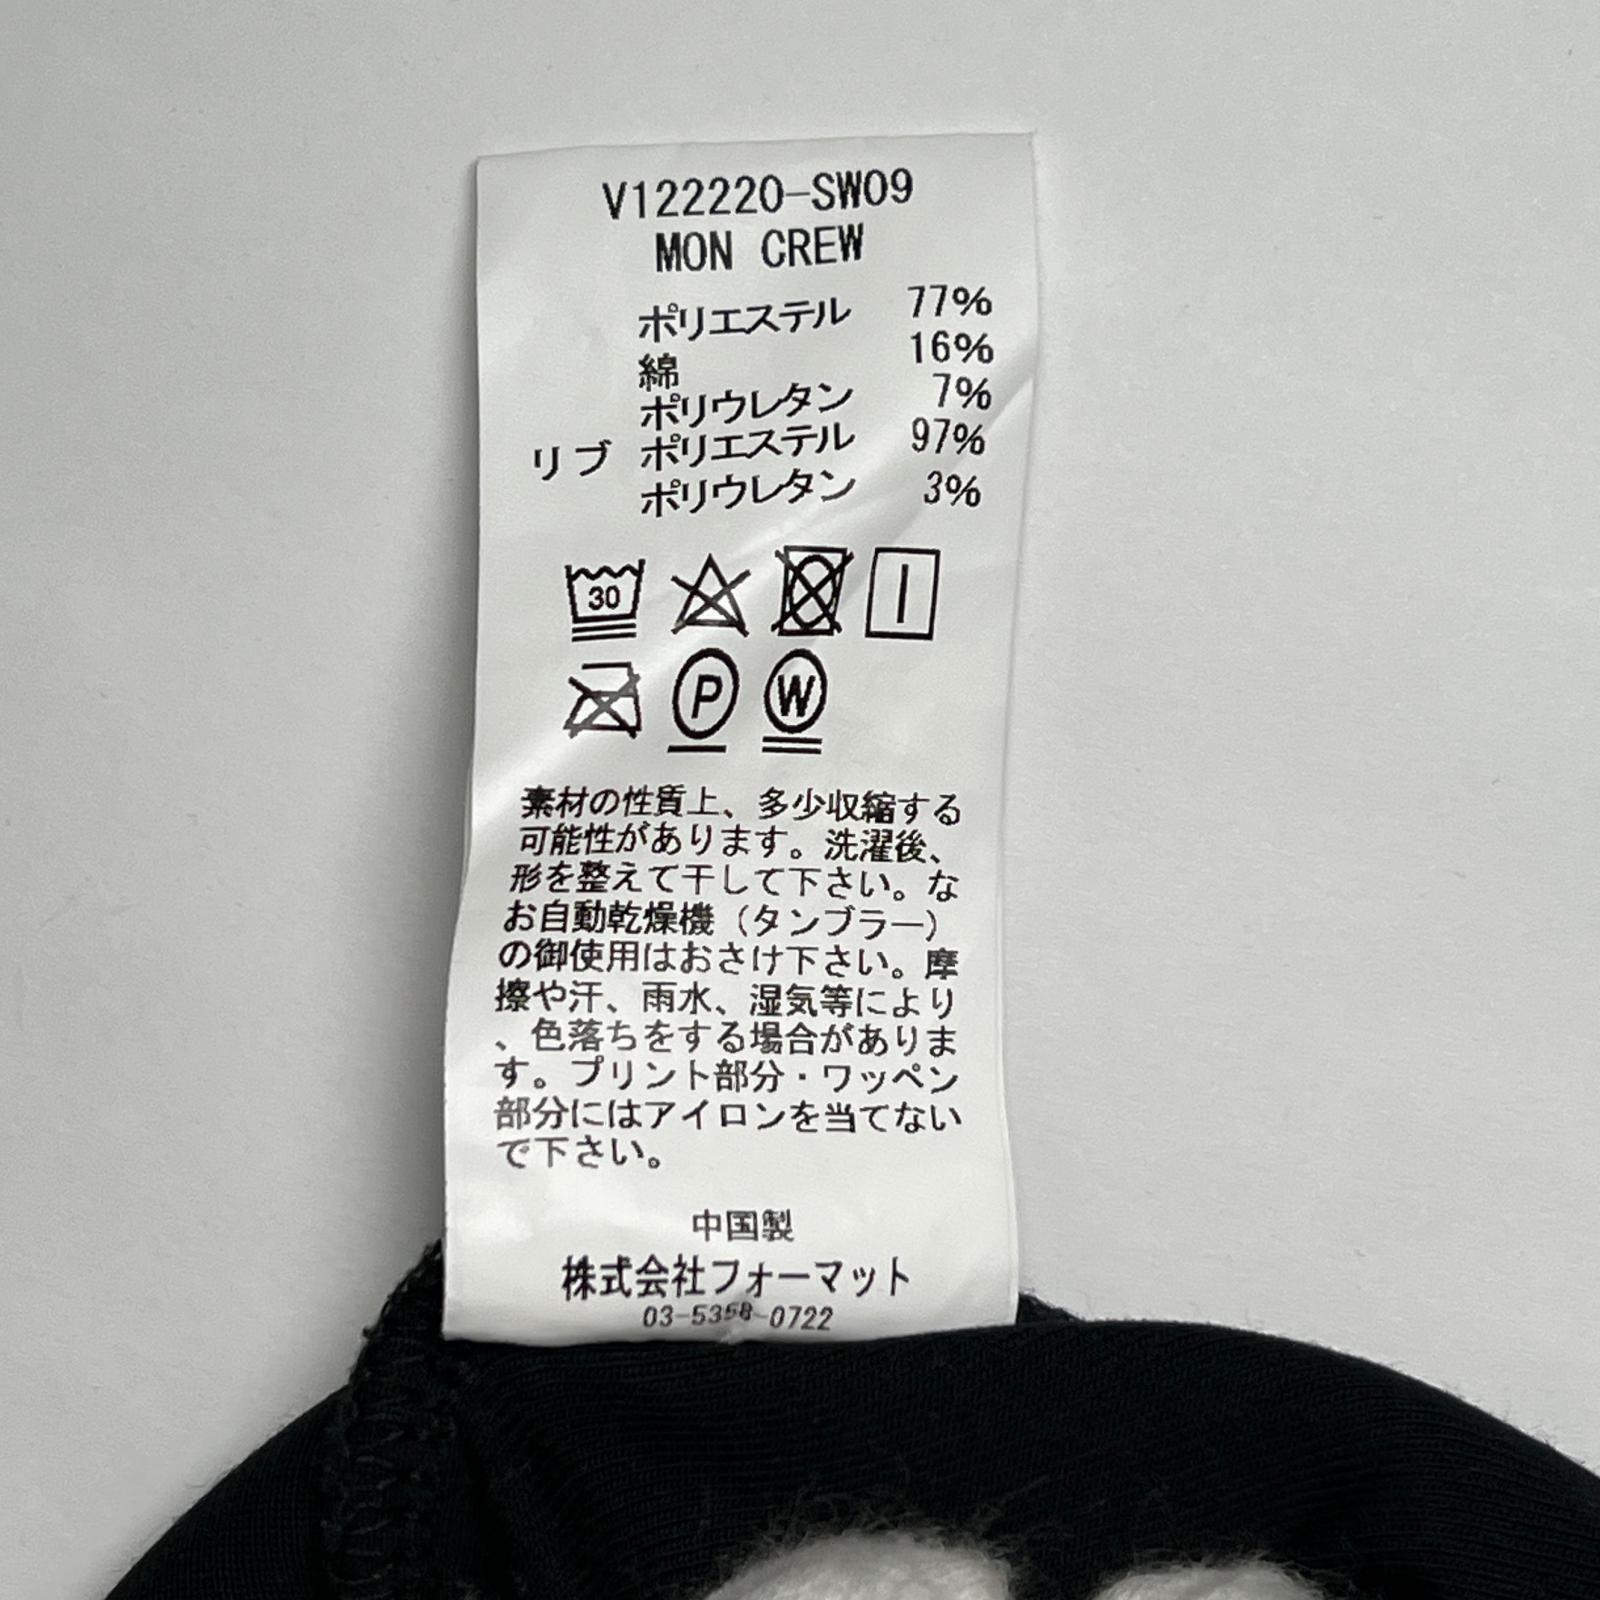 V122220-SW09
MON CREW
ポリエステル 77%
綿 16%
ポリウレタン 7%
リブ ポリエステル 97%
ポリウレタン 3%
30
P W
素材の性質上、多少収縮する
可能性があります。洗濯後、
形を整えて干して下さい。な
お自動乾燥機（タンブラー）
の御使用はおさけ下さい。摩
擦や汗、雨水、湿気等により
、色落ちをする場合がありま
す。プリント部分・ワッペン
部分にはアイロンを当てない
で下さい。
中国製
株式会社フォーマット
03-5358-0722